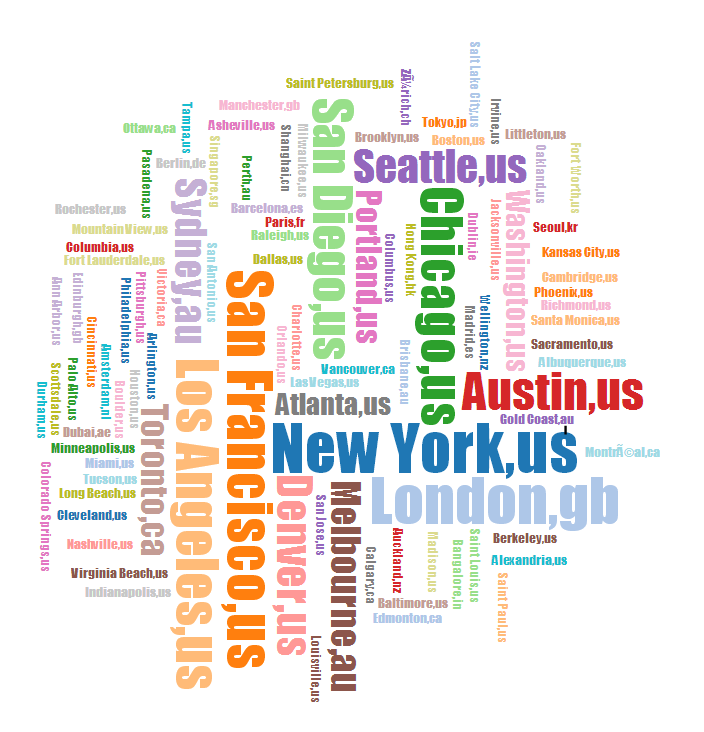 Salt Lake City,us
ZÃ¼rich,ch
Saint Petersburg,us
Irvine,us
San Diego,us
Manchester,gb
Tampa,us
Tokyo,jp
Ottawa,ca
Asheville,us
Shanghai,cn
Milwaukee,us
Brooklyn,us
Boston,us
Littleton,us
Singapore,sg
Oakland,us
Fort Worth,us
Pasadena,us
Berlin,de
Perth,au
Seattle,us
Sydney,au
Portland,us
Chicago,us
Washington,us
Jacksonville,us
Rochester,us
Barcelona,es
Dublin,ie
Paris,fr
Mountain View,us
Raleigh,us
Hong Kong,hk
Seoul,kr
Columbus,us
Columbia,us
San Antonio,us
Kansas City,us
Fort Lauderdale,us
Dallas,us
Victoria,ca
Pittsburgh,us
Philadelphia,us
San Francisco,us
Edinburgh,gb
Ann Arbor,us
Cambridge,us
Phoenix,us
Wellington,nz
Madrid,es
Richmond,us
Charlotte,us
Santa Monica,us
Cincinnati,us
Orlando,us
Arlington,us
Sacramento,us
Brisbane,au
Amsterdam,nl
Palo Alto,us
Scottsdale,us
Los Angeles,us
Vancouver,ca
Albuquerque,us
Houston,us
Boulder,us
Durham,us
Las Vegas,us
Austin,us
Atlanta,us
Toronto,ca
Gold Coast,au
Dubai,ae
New York,us
Minneapolis,us
MontrÃ©al,ca
Miami,us
Colorado Springs,us
Tucson,us
Denver,us
London,gb
Melbourne,au
Long Beach,us
San Jose,us
Cleveland,us
Auckland,nz
Madison,us
Saint Louis,us
Berkeley,us
Nashville,us
Bangalore,in
Calgary,ca
Alexandria,us
Virginia Beach,us
Saint Paul,us
Indianapolis,us
Baltimore,us
Edmonton,ca
Louisville,us